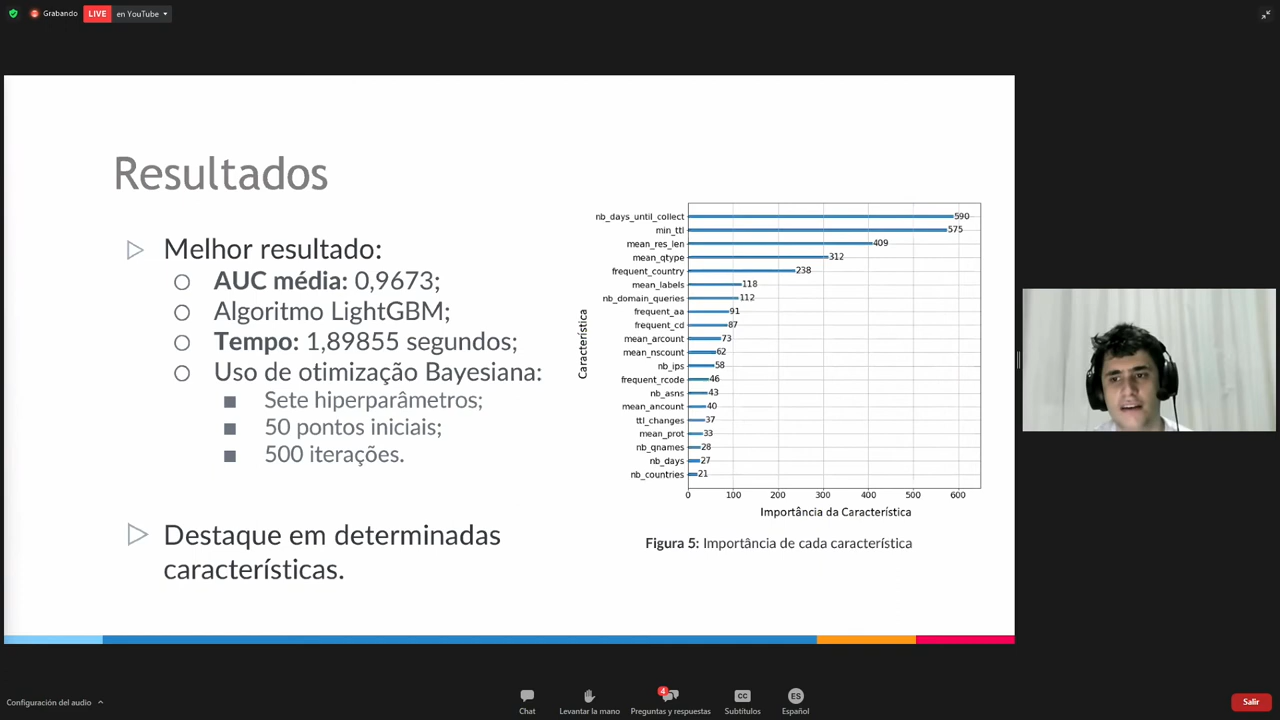 Grabando
LIVE
en YouTube
Resultados
Melhor resultado:
AUC média: 0,9673;
Algoritmo LightGBM;
Tempo: 1,89855 segundos;
Uso de otimização Bayesiana:
Sete hiperparâmetros;
50 pontos iniciais;
500 iterações.
Destaque em determinadas
características.
Característica
nb_days_until_collect 590
min_ttl 575
mean_res_len 409
mean_qtype 312
frequent_country 238
mean_labels 118
nb_domain_queries 112
frequent_aa 91
frequent_cd 87
mean_arcount 73
mean_nscount 62
nb_ips 58
frequent_rcode 46
nb_asns 43
mean_ancount 40
ttl_changes 37
mean_prot 33
nb_qnames 28
nb_days 27
nb_countries 21
0 100 200 300 400 500 600
Importância da Característica
Figura 5: Importância de cada característica
Configuración del audio
Chat
Levantar la mano
4
Preguntas y respuestas
CC
Subtítulos
ES
Español
Salir